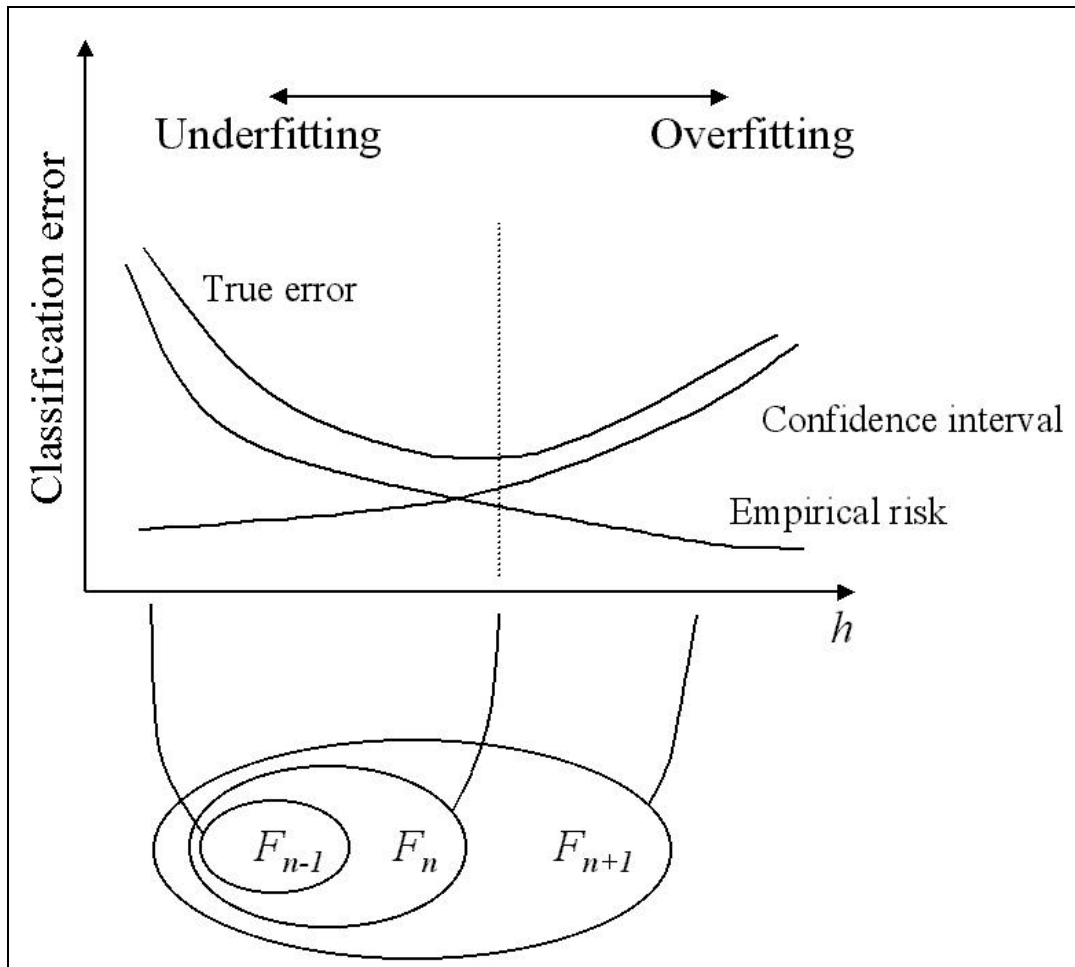 Underfitting
Overfitting
Classification error
True error
Confidence interval
Empirical risk
h
F_{n-1}
F_n
F_{n+1}